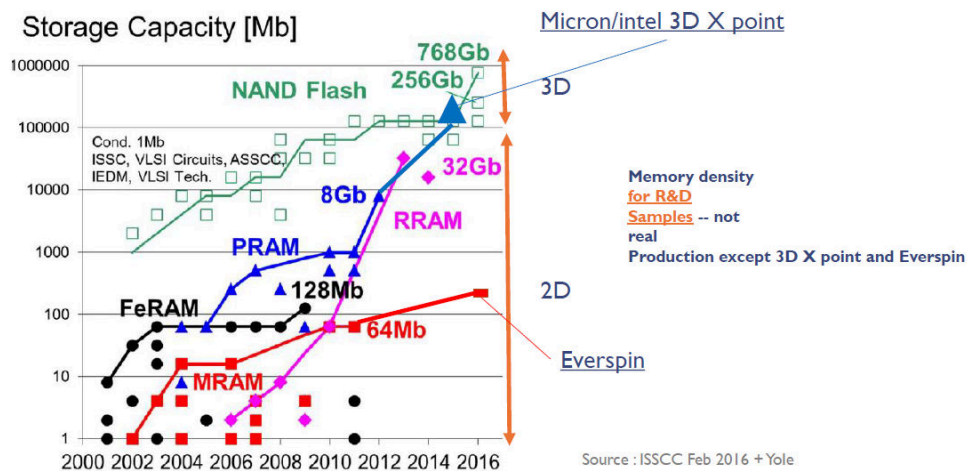 Micron/intel 3D X point
Storage Capacity [Mb]
1000000
100000
10000
1000
100
10
1
768Gb
256Gb
NAND Flash
3D
Cond. 1Mb
ISSC, VLSI Circuits, ASSCC,
IEDM, VLSI Tech.
32Gb
8Gb
RRAM
PRAM
128Mb
FeRAM
64Mb
MRAM
2D
Memory density
for R&D
Samples -- not
real
Production except 3D X point and Everspin
Everspin
2000 2002 2004 2006 2008 2010 2012 2014 2016
Source : ISSCC Feb 2016 + Yole